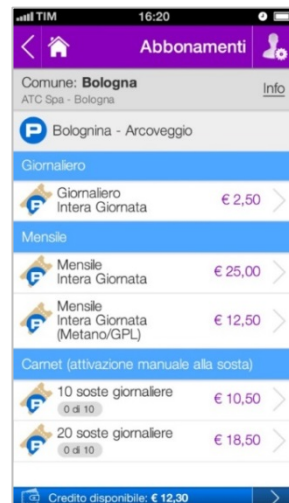 TIM 16:20
Abbonamenti
Comune: Bologna
ATC Spa - Bologna
Info
P Bolognina - Arcoveggio
Giornaliero
P Giornaliero
Intera Giornata
€ 2,50
Mensile
P Mensile
Intera Giornata
€ 25,00
P Mensile
Intera Giornata
(Metano/GPL)
€ 12,50
Carnet (attivazione manuale alla sosta)
P 10 soste giornaliere
0 di 10
€ 10,50
P 20 soste giornaliere
0 di 10
€ 18,50
Credito disponibile: € 12,30